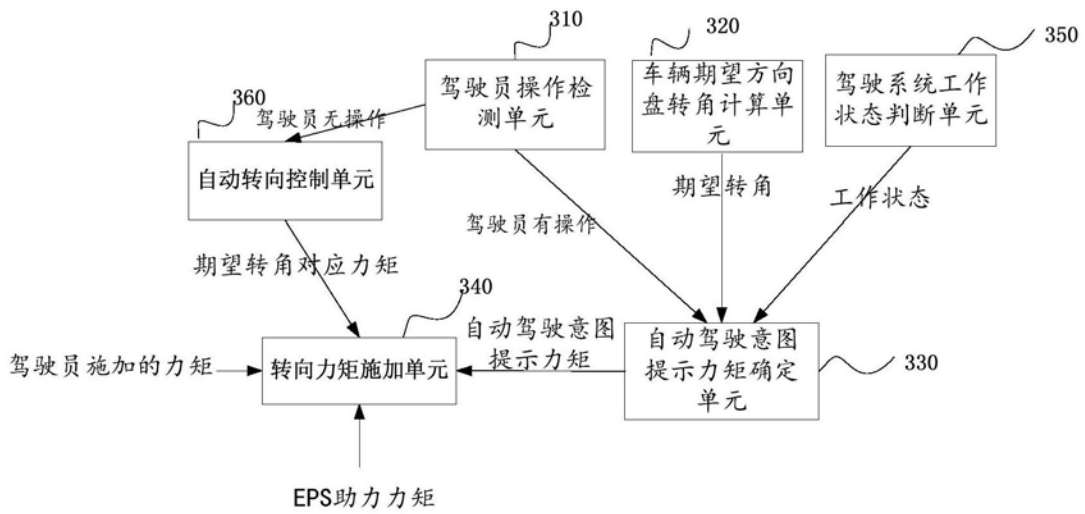 310
320
350
360
驾驶员操作检
测单元
车辆期望方向
盘转角计算单
元
驾驶系统工作
状态判断单元
驾驶员无操作
自动转向控制单元
期望转角
工作状态
驾驶员有操作
期望转角对应力矩
340
自动驾驶意图
提示力矩
自动驾驶意图
提示力矩确定
单元
330
驾驶员施加的力矩
转向力矩施加单元
EPS助力力矩